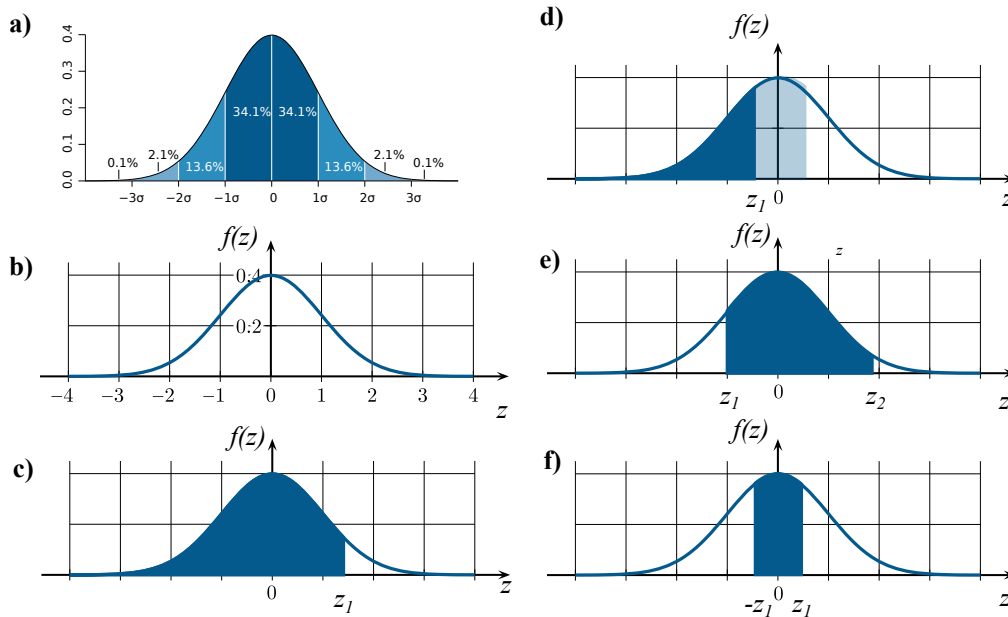 a)
0.4
0.3
0.2
0.1
0.0
34.1% 34.1%
0.1% 2.1% 13.6% 13.6% 2.1% 0.1%
−3σ −2σ −1σ 0 1σ 2σ 3σ
b)
f(z)
0.4
0.2
−4 −3 −2 −1 0 1 2 3 4
z
c)
f(z)
0
z1
z
d)
f(z)
z1 0
z
e)
f(z)
z
z1 0 z2
z
f)
f(z)
0
-z1 z1
z